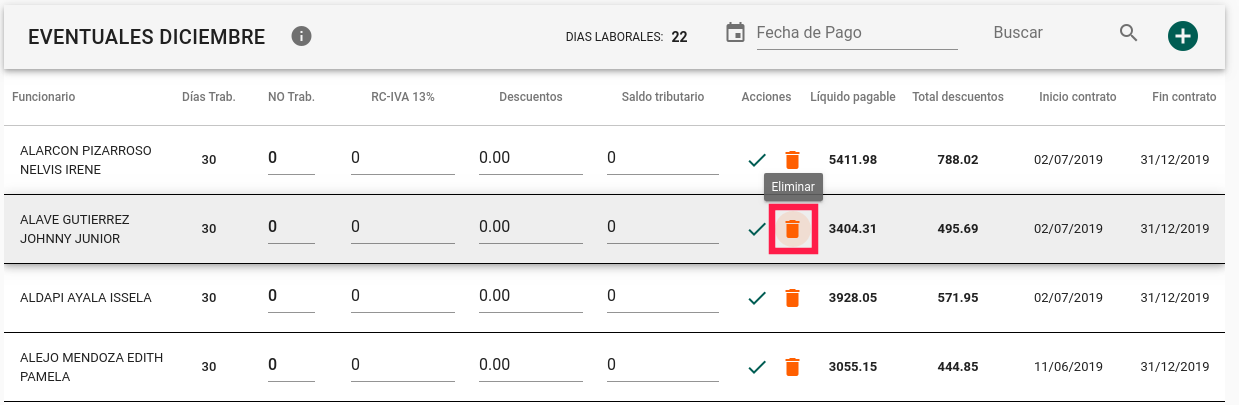 EVENTUALES DICIEMBRE DIAS LABORALES: 22 Fecha de Pago Buscar
Funcionario Días Trab. NO Trab. RC-IVA 13% Descuentos Saldo tributario Acciones Líquido pagable Total descuentos Inicio contrato Fin contrato
ALARCON PIZARROSO
NELVIS IRENE
30 0 0 0.00 0 5411.98 788.02 02/07/2019 31/12/2019
Eliminar
ALAVE GUTIERREZ
JOHNNY JUNIOR
30 0 0 0.00 0 3404.31 495.69 02/07/2019 31/12/2019
ALDAPI AYALA ISSELA 30 0 0 0.00 0 3928.05 571.95 02/07/2019 31/12/2019
ALEJO MENDOZA EDITH
PAMELA
30 0 0 0.00 0 3055.15 444.85 11/06/2019 31/12/2019